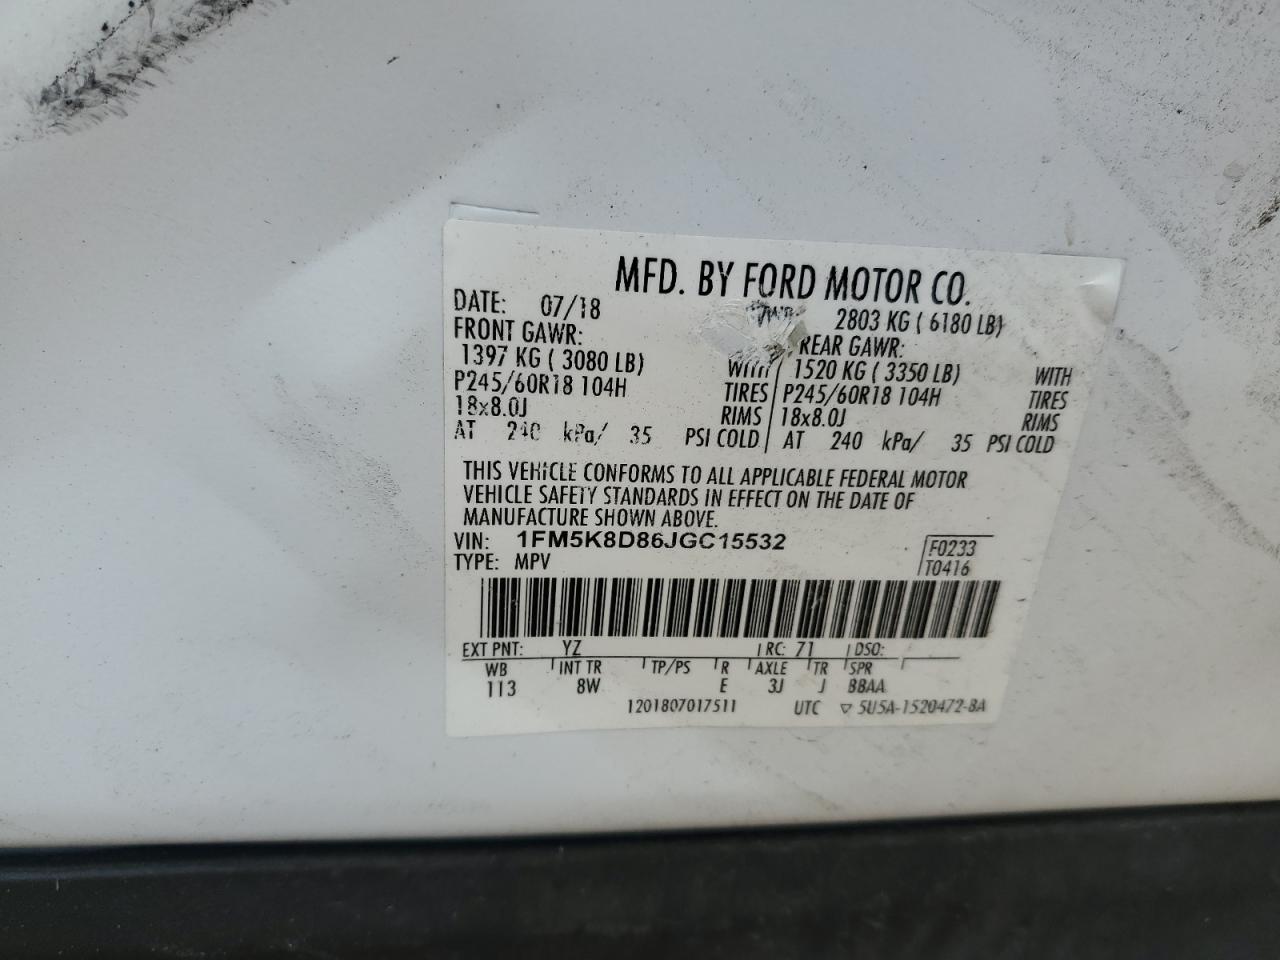 MFD. BY FORD MOTOR CO.
DATE: 07/18 2803 KG ( 6180 LB)
FRONT GAWR: REAR GAWR:
1397 KG ( 3080 LB) WITH 1520 KG ( 3350 LB) WITH
P245/60R18 104H TIRES P245/60R18 104H TIRES
18x8.0J RIMS 18x8.0J RIMS
AT 240 kPa/ 35 PSI COLD AT 240 kPa/ 35 PSI COLD
THIS VEHICLE CONFORMS TO ALL APPLICABLE FEDERAL MOTOR
VEHICLE SAFETY STANDARDS IN EFFECT ON THE DATE OF
MANUFACTURE SHOWN ABOVE.
VIN: 1FM5K8D86JGC15532 F0233
TYPE: MPV T0416
EXT PNT: YZ RC: 71 DSO:
WB INT TR TP/PS R AXLE TR SPR
113 8W E 3J J BBAA
1201807017511 UTC ▽ 5U5A-1520472-BA